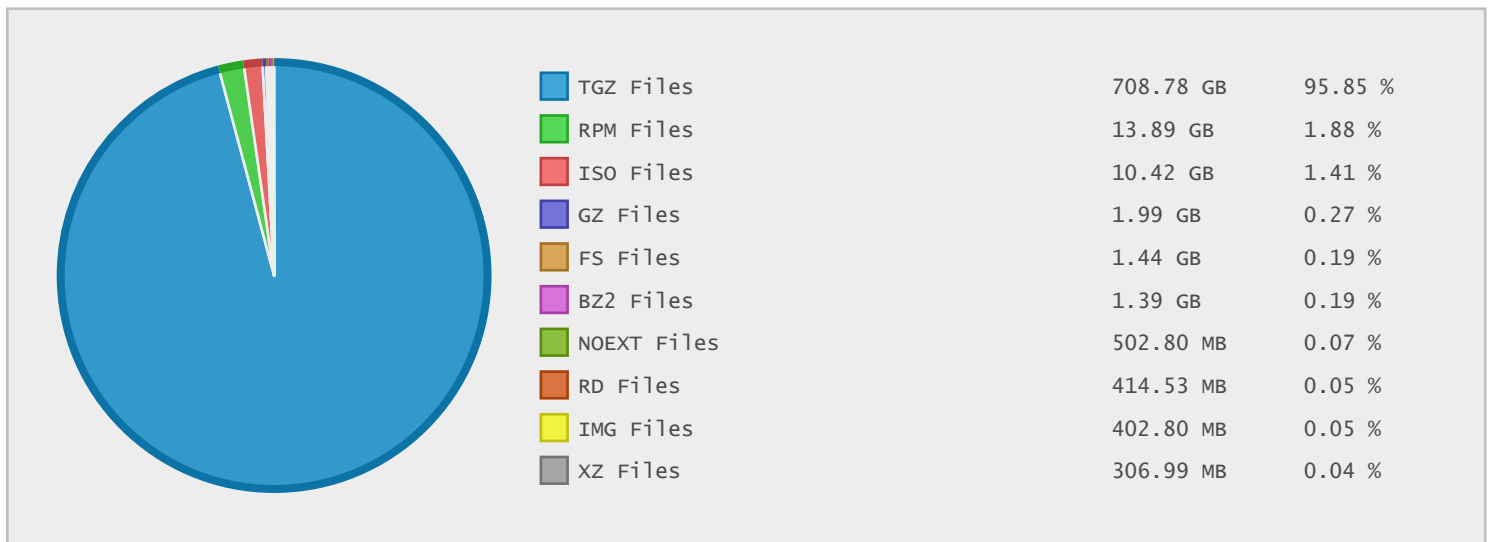 TGZ Files 708.78 GB 95.85 %
RPM Files 13.89 GB 1.88 %
ISO Files 10.42 GB 1.41 %
GZ Files 1.99 GB 0.27 %
FS Files 1.44 GB 0.19 %
BZ2 Files 1.39 GB 0.19 %
NOEXT Files 502.80 MB 0.07 %
RD Files 414.53 MB 0.05 %
IMG Files 402.80 MB 0.05 %
XZ Files 306.99 MB 0.04 %